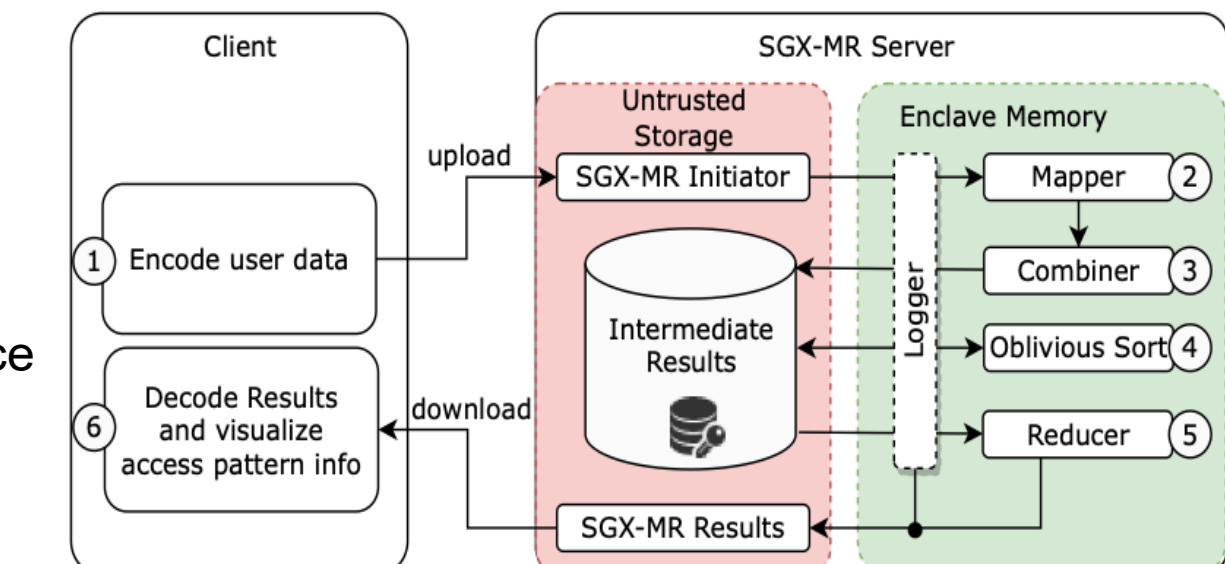 Client
SGX-MR Server
Untrusted
Storage
Enclave Memory
upload
SGX-MR Initiator
Mapper
2
1
Encode user data
Combiner
3
Logger
Intermediate
Results
Oblivious Sort
4
ce
6
Decode Results
and visualize
access pattern info
download
Reducer
5
SGX-MR Results